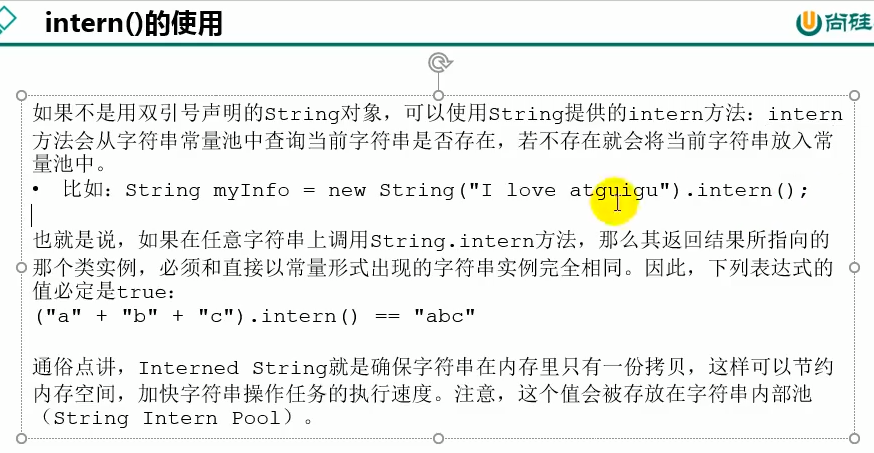 intern()的使用
尚硅
如果不是用双引号声明的String对象，可以使用String提供的intern方法：intern
方法会从字符串常量池中查询当前字符串是否存在，若不存在就会将当前字符串放入常
量池中。
• 比如：String myInfo = new String("I love atguigu").intern();
也就是说，如果在任意字符串上调用String.intern方法，那么其返回结果所指向的
那个类实例，必须和直接以常量形式出现的字符串实例完全相同。因此，下列表达式的
值必定是true：
("a" + "b" + "c").intern() == "abc"
通俗点讲，Interned String就是确保字符串在内存里只有一份拷贝，这样可以节约
内存空间，加快字符串操作任务的执行速度。注意，这个值会被存放在字符串内部池
（String Intern Pool）。